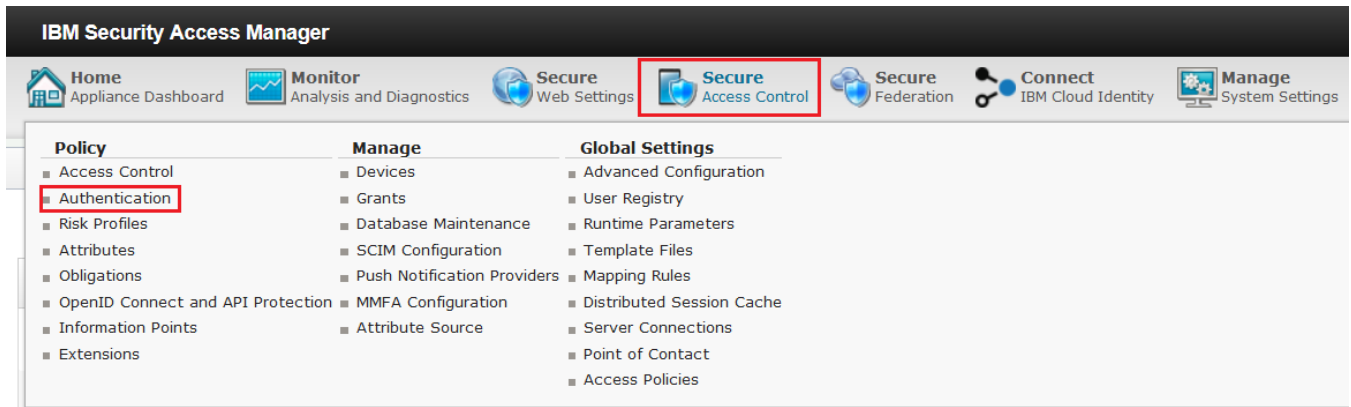 IBM Security Access Manager
Home
Appliance Dashboard
Monitor
Analysis and Diagnostics
Secure
Web Settings
Secure
Access Control
Secure
Federation
Connect
IBM Cloud Identity
Manage
System Settings
Policy
Access Control
Authentication
Risk Profiles
Attributes
Obligations
OpenID Connect and API Protection
Information Points
Extensions
Manage
Devices
Grants
Database Maintenance
SCIM Configuration
Push Notification Providers
MMFA Configuration
Attribute Source
Global Settings
Advanced Configuration
User Registry
Runtime Parameters
Template Files
Mapping Rules
Distributed Session Cache
Server Connections
Point of Contact
Access Policies